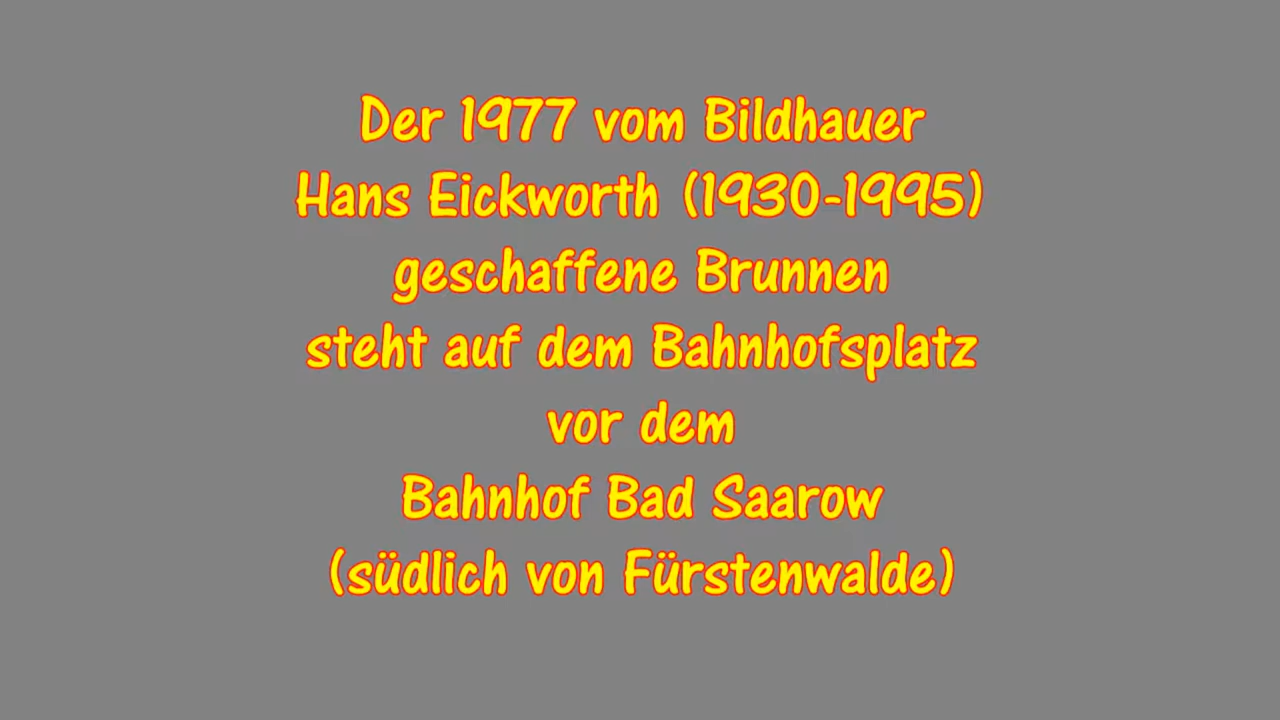 Der 1977 vom Bildhauer
Hans Eickworth (1930-1995)
geschaffene Brunnen
steht auf dem Bahnhofsplatz
vor dem
Bahnhof Bad Saarow
(südlich von Fürstenwalde)